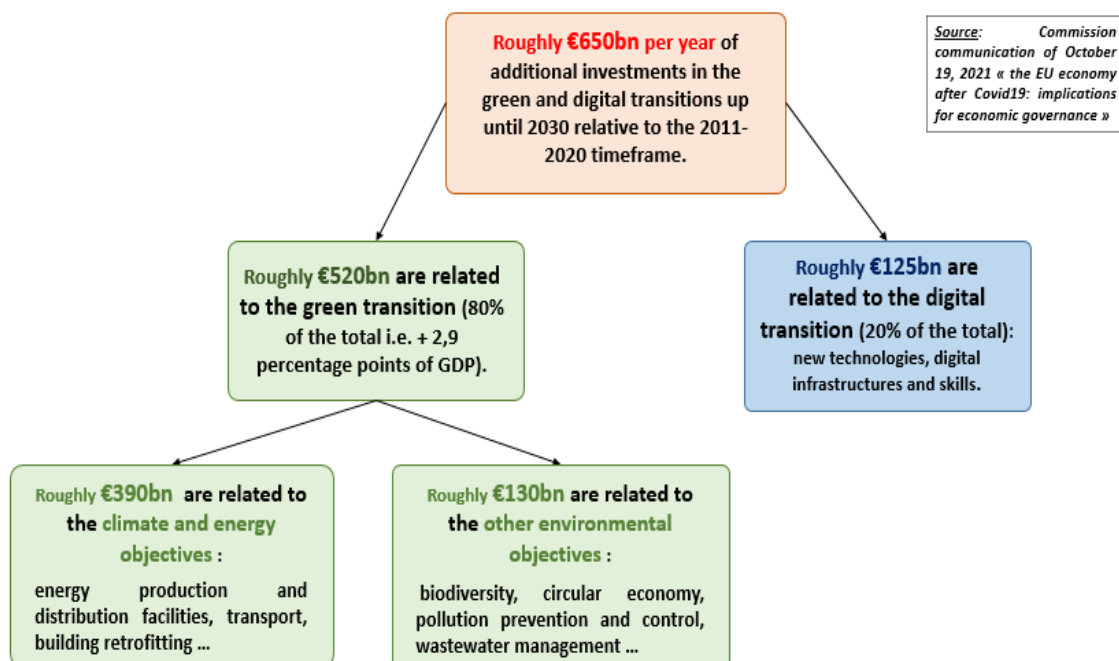 Roughly €650bn per year of
additional investments in the
green and digital transitions up
until 2030 relative to the 2011-
2020 timeframe.
Source: Commission
communication of October
19, 2021 « the EU economy
after Covid19: implications
for economic governance »
Roughly €520bn are related
to the green transition (80%
of the total i.e. + 2,9
percentage points of GDP).
Roughly €125bn are
related to the digital
transition (20% of the total):
new technologies, digital
infrastructures and skills.
Roughly €390bn are related to
the climate and energy
objectives :
energy production and
distribution facilities, transport,
building retrofitting ...
Roughly €130bn are related to
the other environmental
objectives :
biodiversity, circular economy,
pollution prevention and control,
wastewater management ...